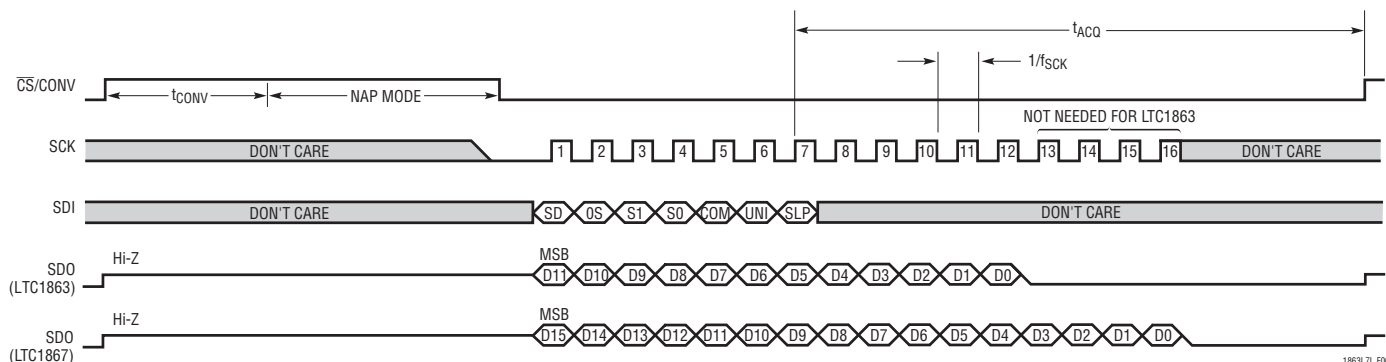 tACQ
1/fSCK
CS/CONV
tCONV
NAP MODE
NOT NEEDED FOR LTC1863
SCK
DON'T CARE
1 2 3 4 5 6 7 8 9 10 11 12 13 14 15 16
DON'T CARE
SDI
DON'T CARE
SD 0S S1 S0 COM UNI SLP
DON'T CARE
SDO
(LTC1863)
Hi-Z
MSB
D11 D10 D9 D8 D7 D6 D5 D4 D3 D2 D1 D0
SDO
(LTC1867)
Hi-Z
MSB
D15 D14 D13 D12 D11 D10 D9 D8 D7 D6 D5 D4 D3 D2 D1 D0